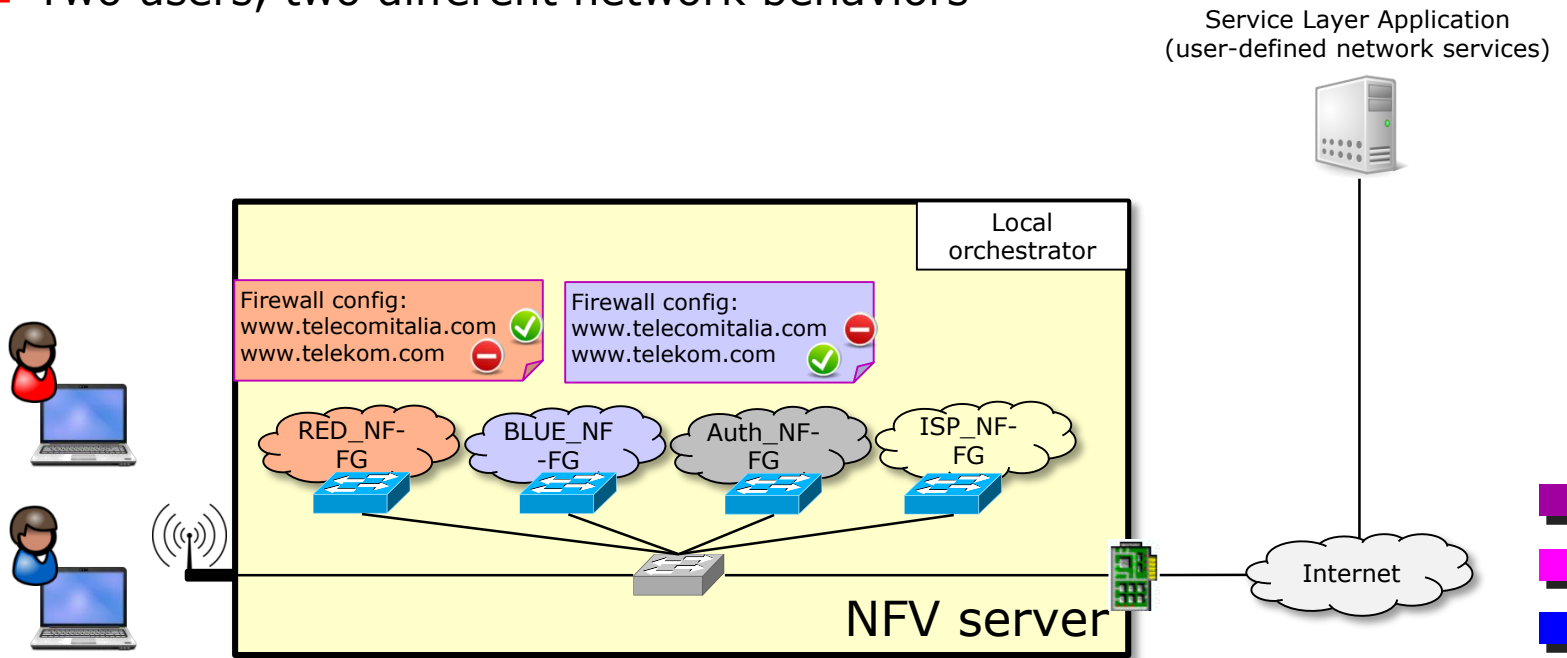 Two users, two different network behaviors
Service Layer Application
(user-defined network services)
Local
orchestrator
Firewall config:
www.telecomitalia.com
www.telekom.com
Firewall config:
www.telecomitalia.com
www.telekom.com
RED_NF-
FG
BLUE_NF
-FG
Auth_NF-
FG
ISP_NF-
FG
Internet
NFV server